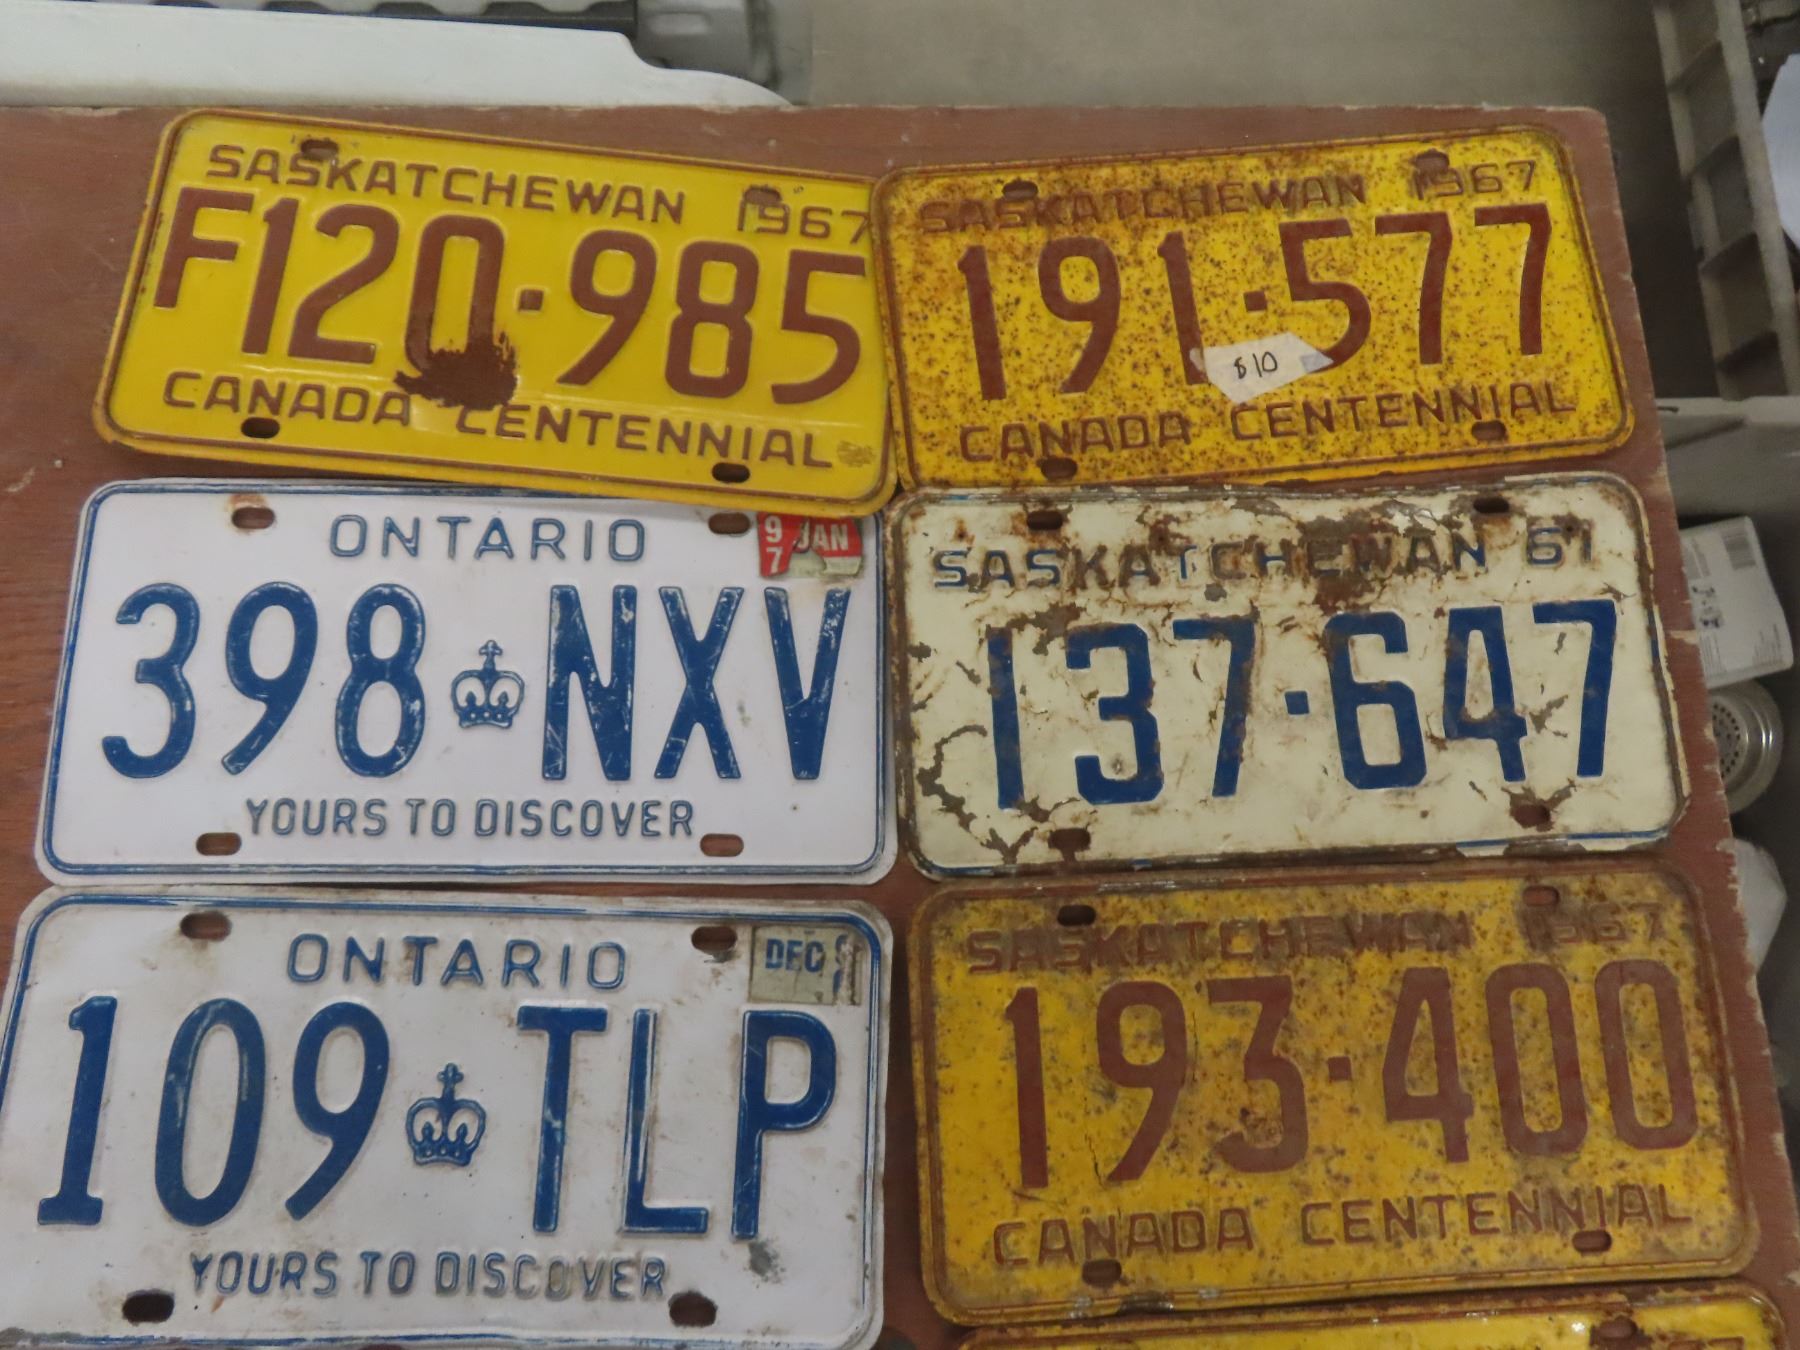 SASKATCHEWAN 1967
F120·985
CANADA CENTENNIAL
SASKATCHEWAN 1967
191·577
$10
CANADA CENTENNIAL
ONTARIO
97 JAN
398 NXV
YOURS TO DISCOVER
SASKATCHEWAN 61
137·647
ONTARIO
DEC
109 TLP
YOURS TO DISCOVER
SASKATCHEWAN 1967
193·400
CANADA CENTENNIAL